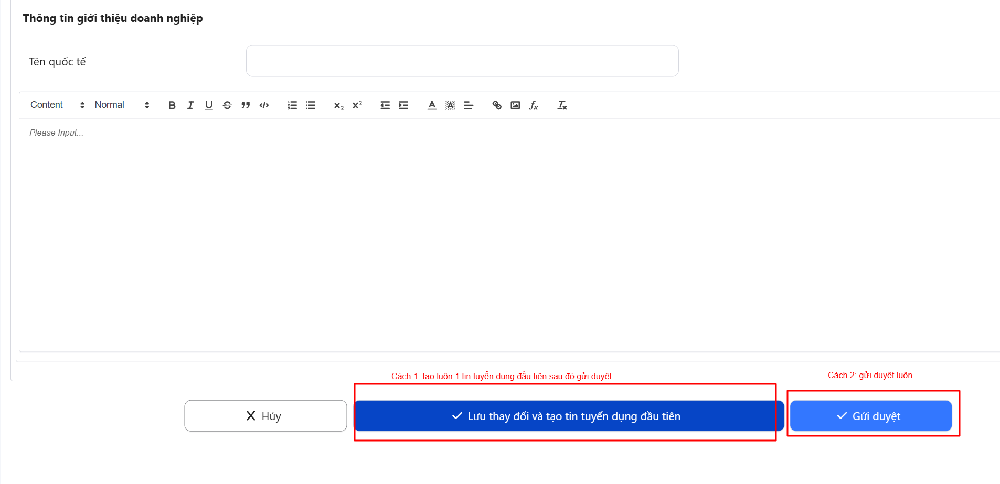 Thông tin giới thiệu doanh nghiệp
Tên quốc tế
Content Normal
Please Input...
Cách 1: tạo luôn 1 tin tuyển dụng đầu tiên sau đó gửi duyệt
Cách 2: gửi duyệt luôn
Hủy
Lưu thay đổi và tạo tin tuyển dụng đầu tiên
Gửi duyệt